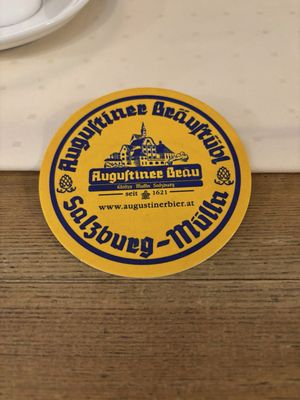 Augustiner Bräustübl
Augustiner Bräu
Kloster Mülln Salzburg
seit 1621
www.augustinerbier.at
Salzburg-Mülln